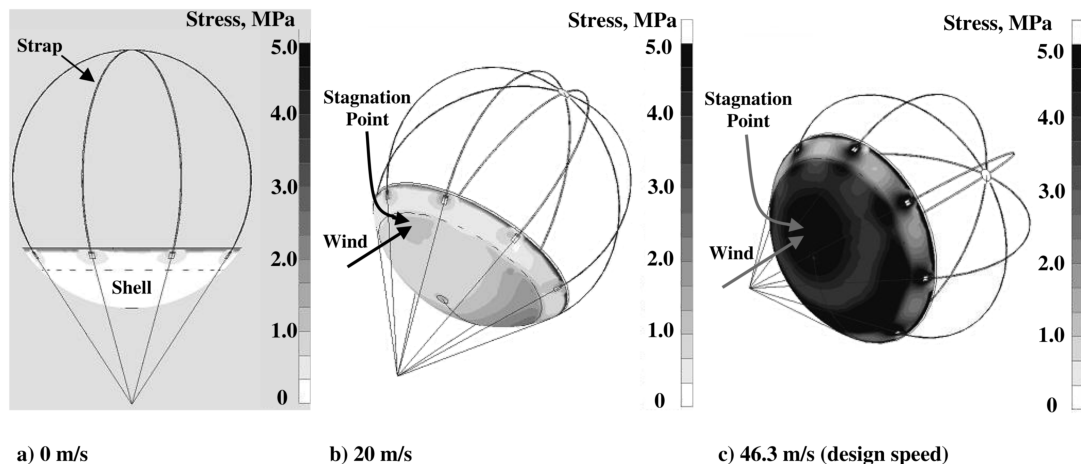 Stress, MPa
5.0
4.0
3.0
2.0
1.0
0
Strap
Shell
a) 0 m/s
Stress, MPa
5.0
4.0
3.0
2.0
1.0
0
Stagnation
Point
Wind
b) 20 m/s
Stress, MPa
5.0
4.0
3.0
2.0
1.0
0
Stagnation
Point
Wind
c) 46.3 m/s (design speed)